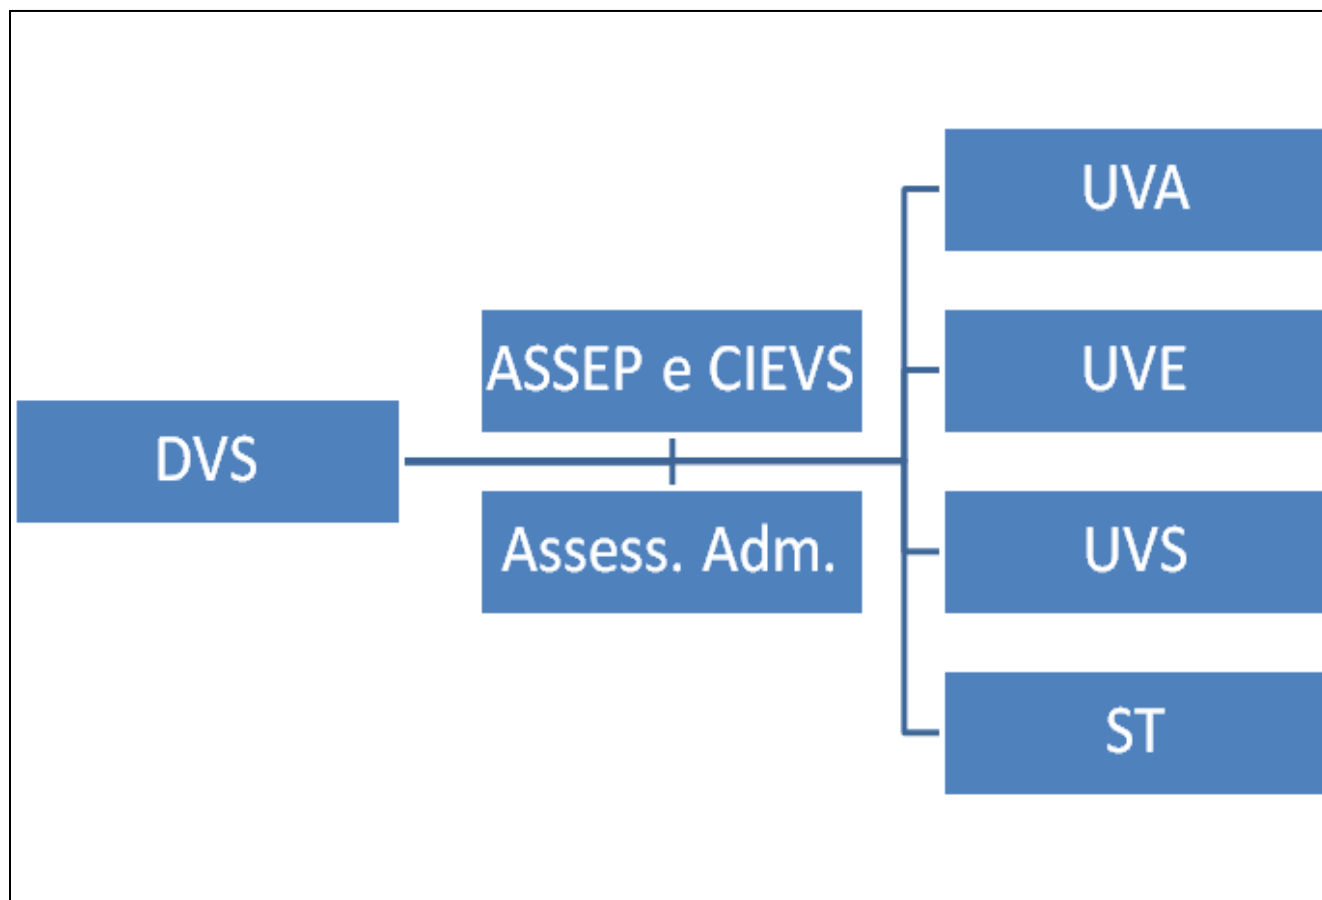 DVS
ASSEP e CIEVS
Assess. Adm.
UVA
UVE
UVS
ST